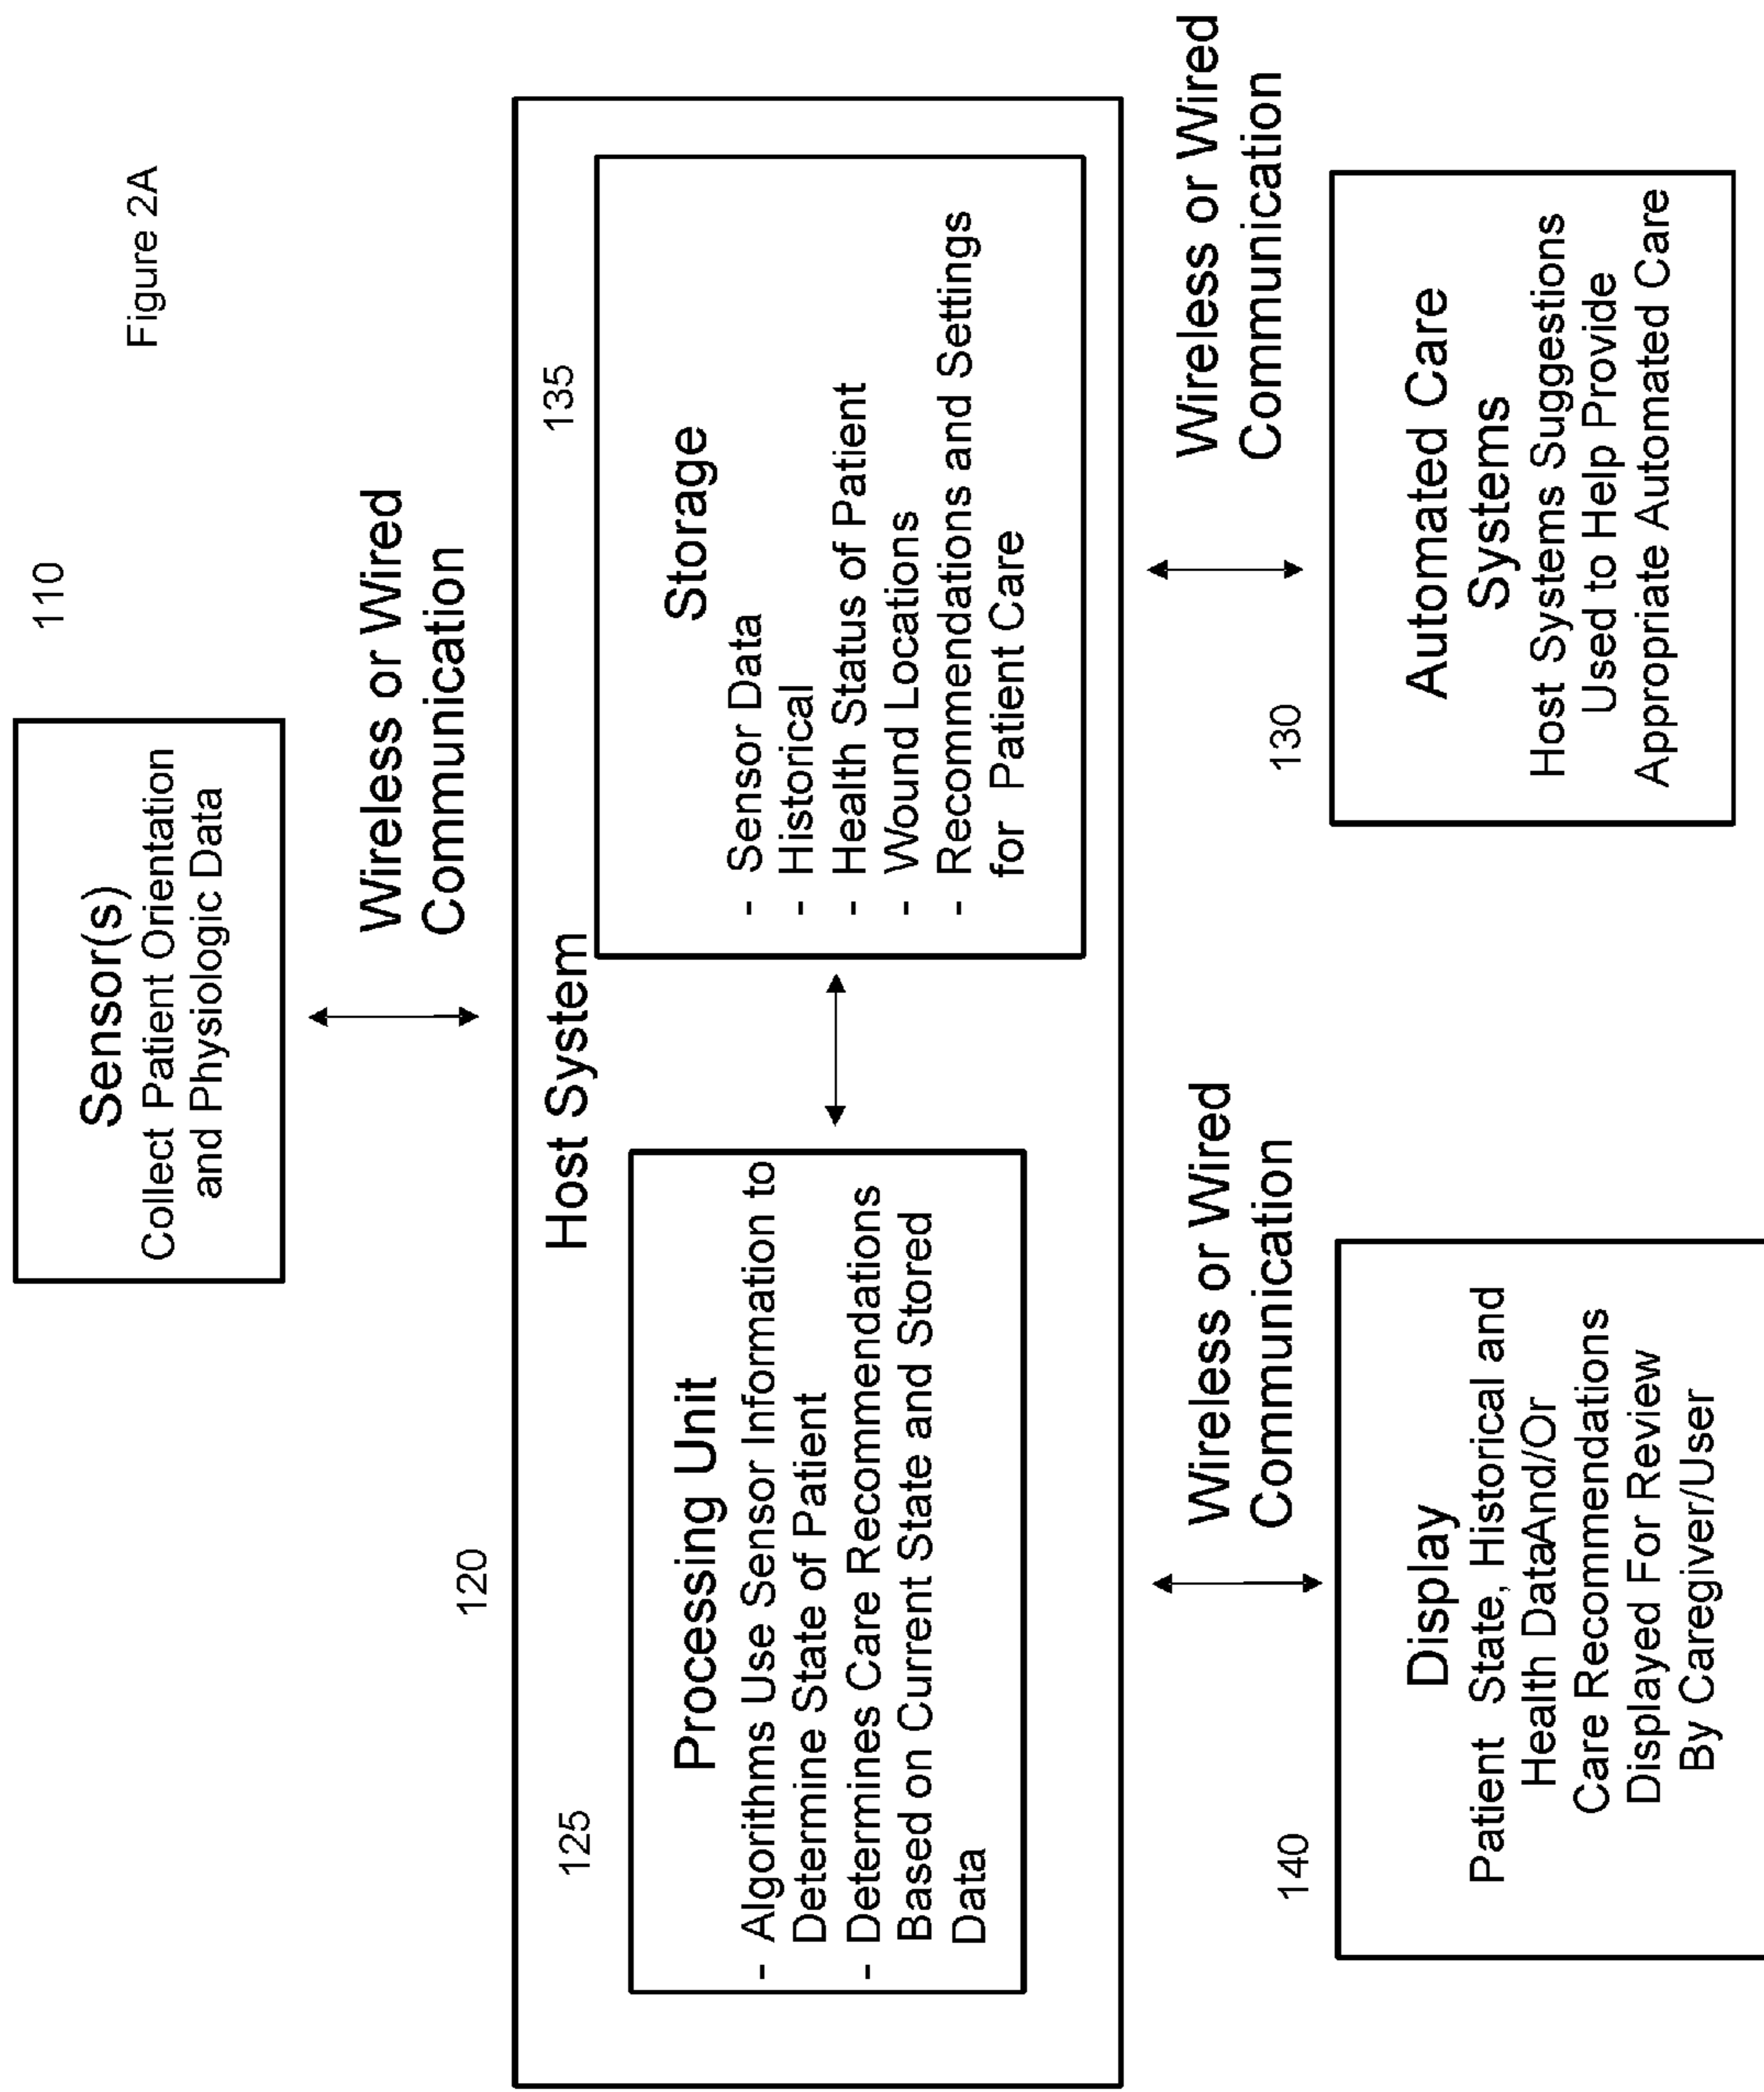 110
Figure 2A
Sensor(s)
Collect Patient Orientation
and Physiologic Data
Wireless or Wired
Communication
120
Host System
125
Processing Unit
- Algorithms Use Sensor Information to
Determine State of Patient
- Determines Care Recommendations
Based on Current State and Stored
Data
135
Storage
- Sensor Data
- Historical
- Health Status of Patient
- Wound Locations
- Recommendations and Settings
for Patient Care
Wireless or Wired
Communication
Wireless or Wired
Communication
140
Display
Patient State, Historical and
Health DataAnd/Or
Care Recommendations
Displayed For Review
By Caregiver/User
130
Automated Care
Systems
Host Systems Suggestions
Used to Help Provide
Appropriate Automated Care